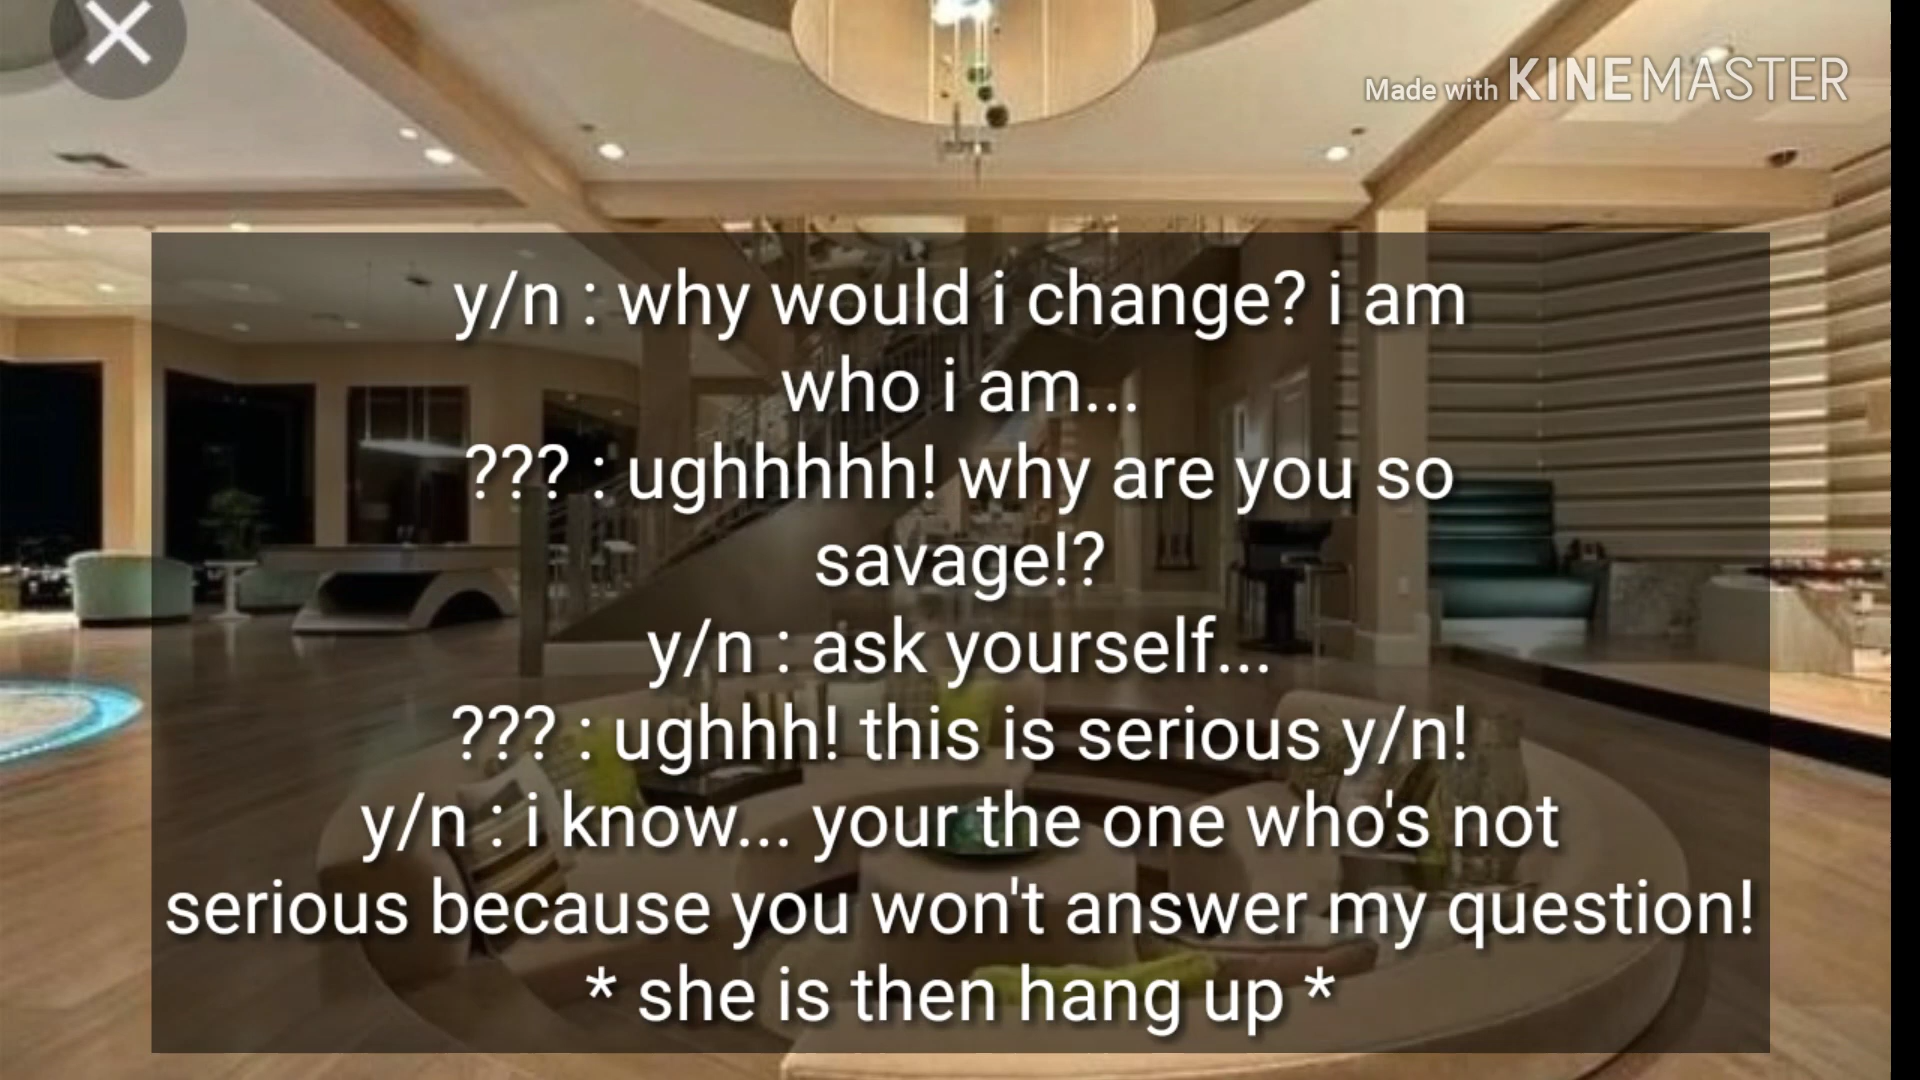 Made with KINEMASTER
y/n : why would i change? i am
who i am...
??? : ughhhhh! why are you so
savage!?
y/n : ask yourself...
??? : ughhh! this is serious y/n!
y/n : i know... your the one who's not
serious because you won't answer my question!
* she is then hang up *